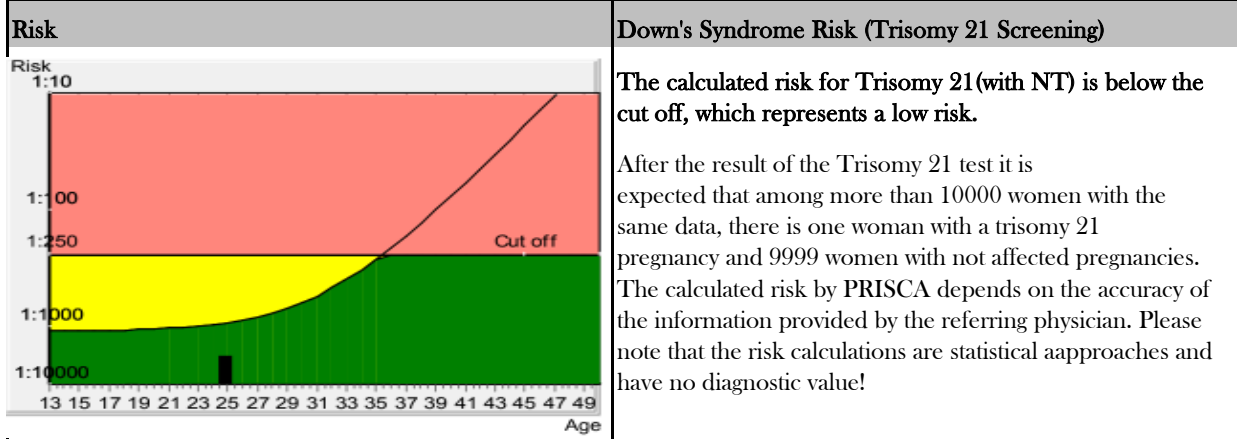 Risk
Down's Syndrome Risk (Trisomy 21 Screening)
Risk
1:10
1:100
1:250
Cut off
1:1000
1:10000
13 15 17 19 21 23 25 27 29 31 33 35 37 39 41 43 45 47 49
Age
The calculated risk for Trisomy 21(with NT) is below the
cut off, which represents a low risk.
After the result of the Trisomy 21 test it is
expected that among more than 10000 women with the
same data, there is one woman with a trisomy 21
pregnancy and 9999 women with not affected pregnancies.
The calculated risk by PRISCA depends on the accuracy of
the information provided by the referring physician. Please
note that the risk calculations are statistical aapproaches and
have no diagnostic value!